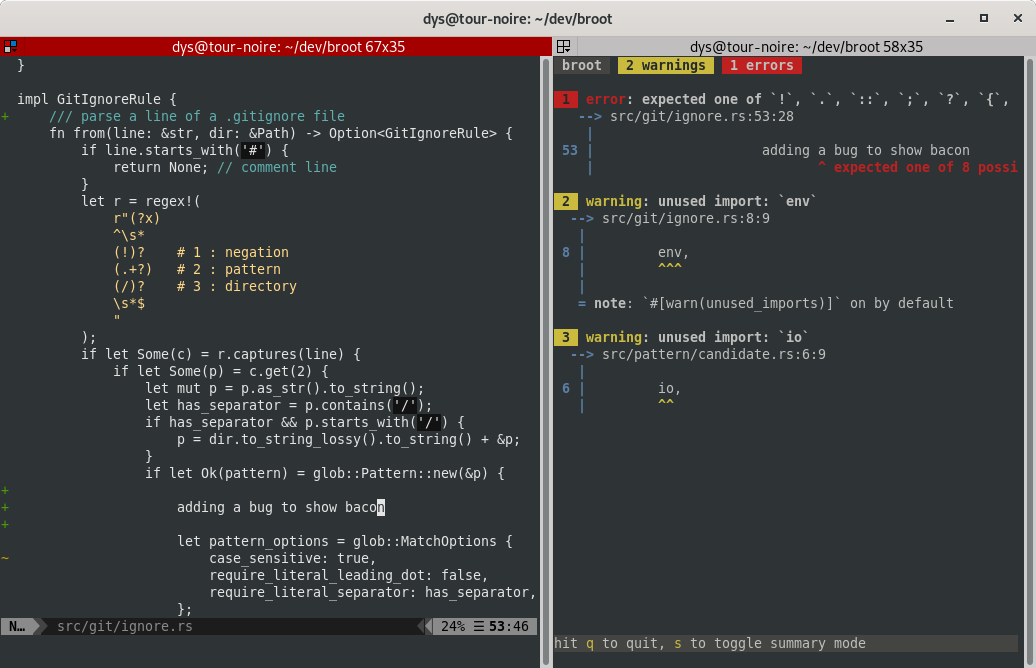 dys@tour-noire: ~/dev/broot
dys@tour-noire: ~/dev/broot 67x35
}
impl GitIgnoreRule {
+    /// parse a line of a .gitignore file
    fn from(line: &str, dir: &Path) -> Option<GitIgnoreRule> {
        if line.starts_with('#') {
            return None; // comment line
        }
        let r = regex!(
            r"(?x)
            ^\s*
            (!)?    # 1 : negation
            (.+?)   # 2 : pattern
            (/)?    # 3 : directory
            \s*$
            "
        );
        if let Some(c) = r.captures(line) {
            if let Some(p) = c.get(2) {
                let mut p = p.as_str().to_string();
                let has_separator = p.contains('/');
                if has_separator && p.starts_with('/') {
                    p = dir.to_string_lossy().to_string() + &p;
                }
                if let Ok(pattern) = glob::Pattern::new(&p) {
+
+                    adding a bug to show bacon
+
                    let pattern_options = glob::MatchOptions {
~                        case_sensitive: true,
                        require_literal_leading_dot: false,
                        require_literal_separator: has_separator,
                    };
N… src/git/ignore.rs 24% ☰ 53:46
dys@tour-noire: ~/dev/broot 58x35
broot 2 warnings 1 errors
1 error: expected one of `!`, `.`, `::`, `;`, `?`, `{`,
   --> src/git/ignore.rs:53:28
    |
 53 |                     adding a bug to show bacon
    |                            ^ expected one of 8 possi
2 warning: unused import: `env`
  --> src/git/ignore.rs:8:9
   |
 8 |         env,
   |         ^^^
   |
   = note: `#[warn(unused_imports)]` on by default
3 warning: unused import: `io`
  --> src/pattern/candidate.rs:6:9
   |
 6 |         io,
   |         ^^
hit q to quit, s to toggle summary mode